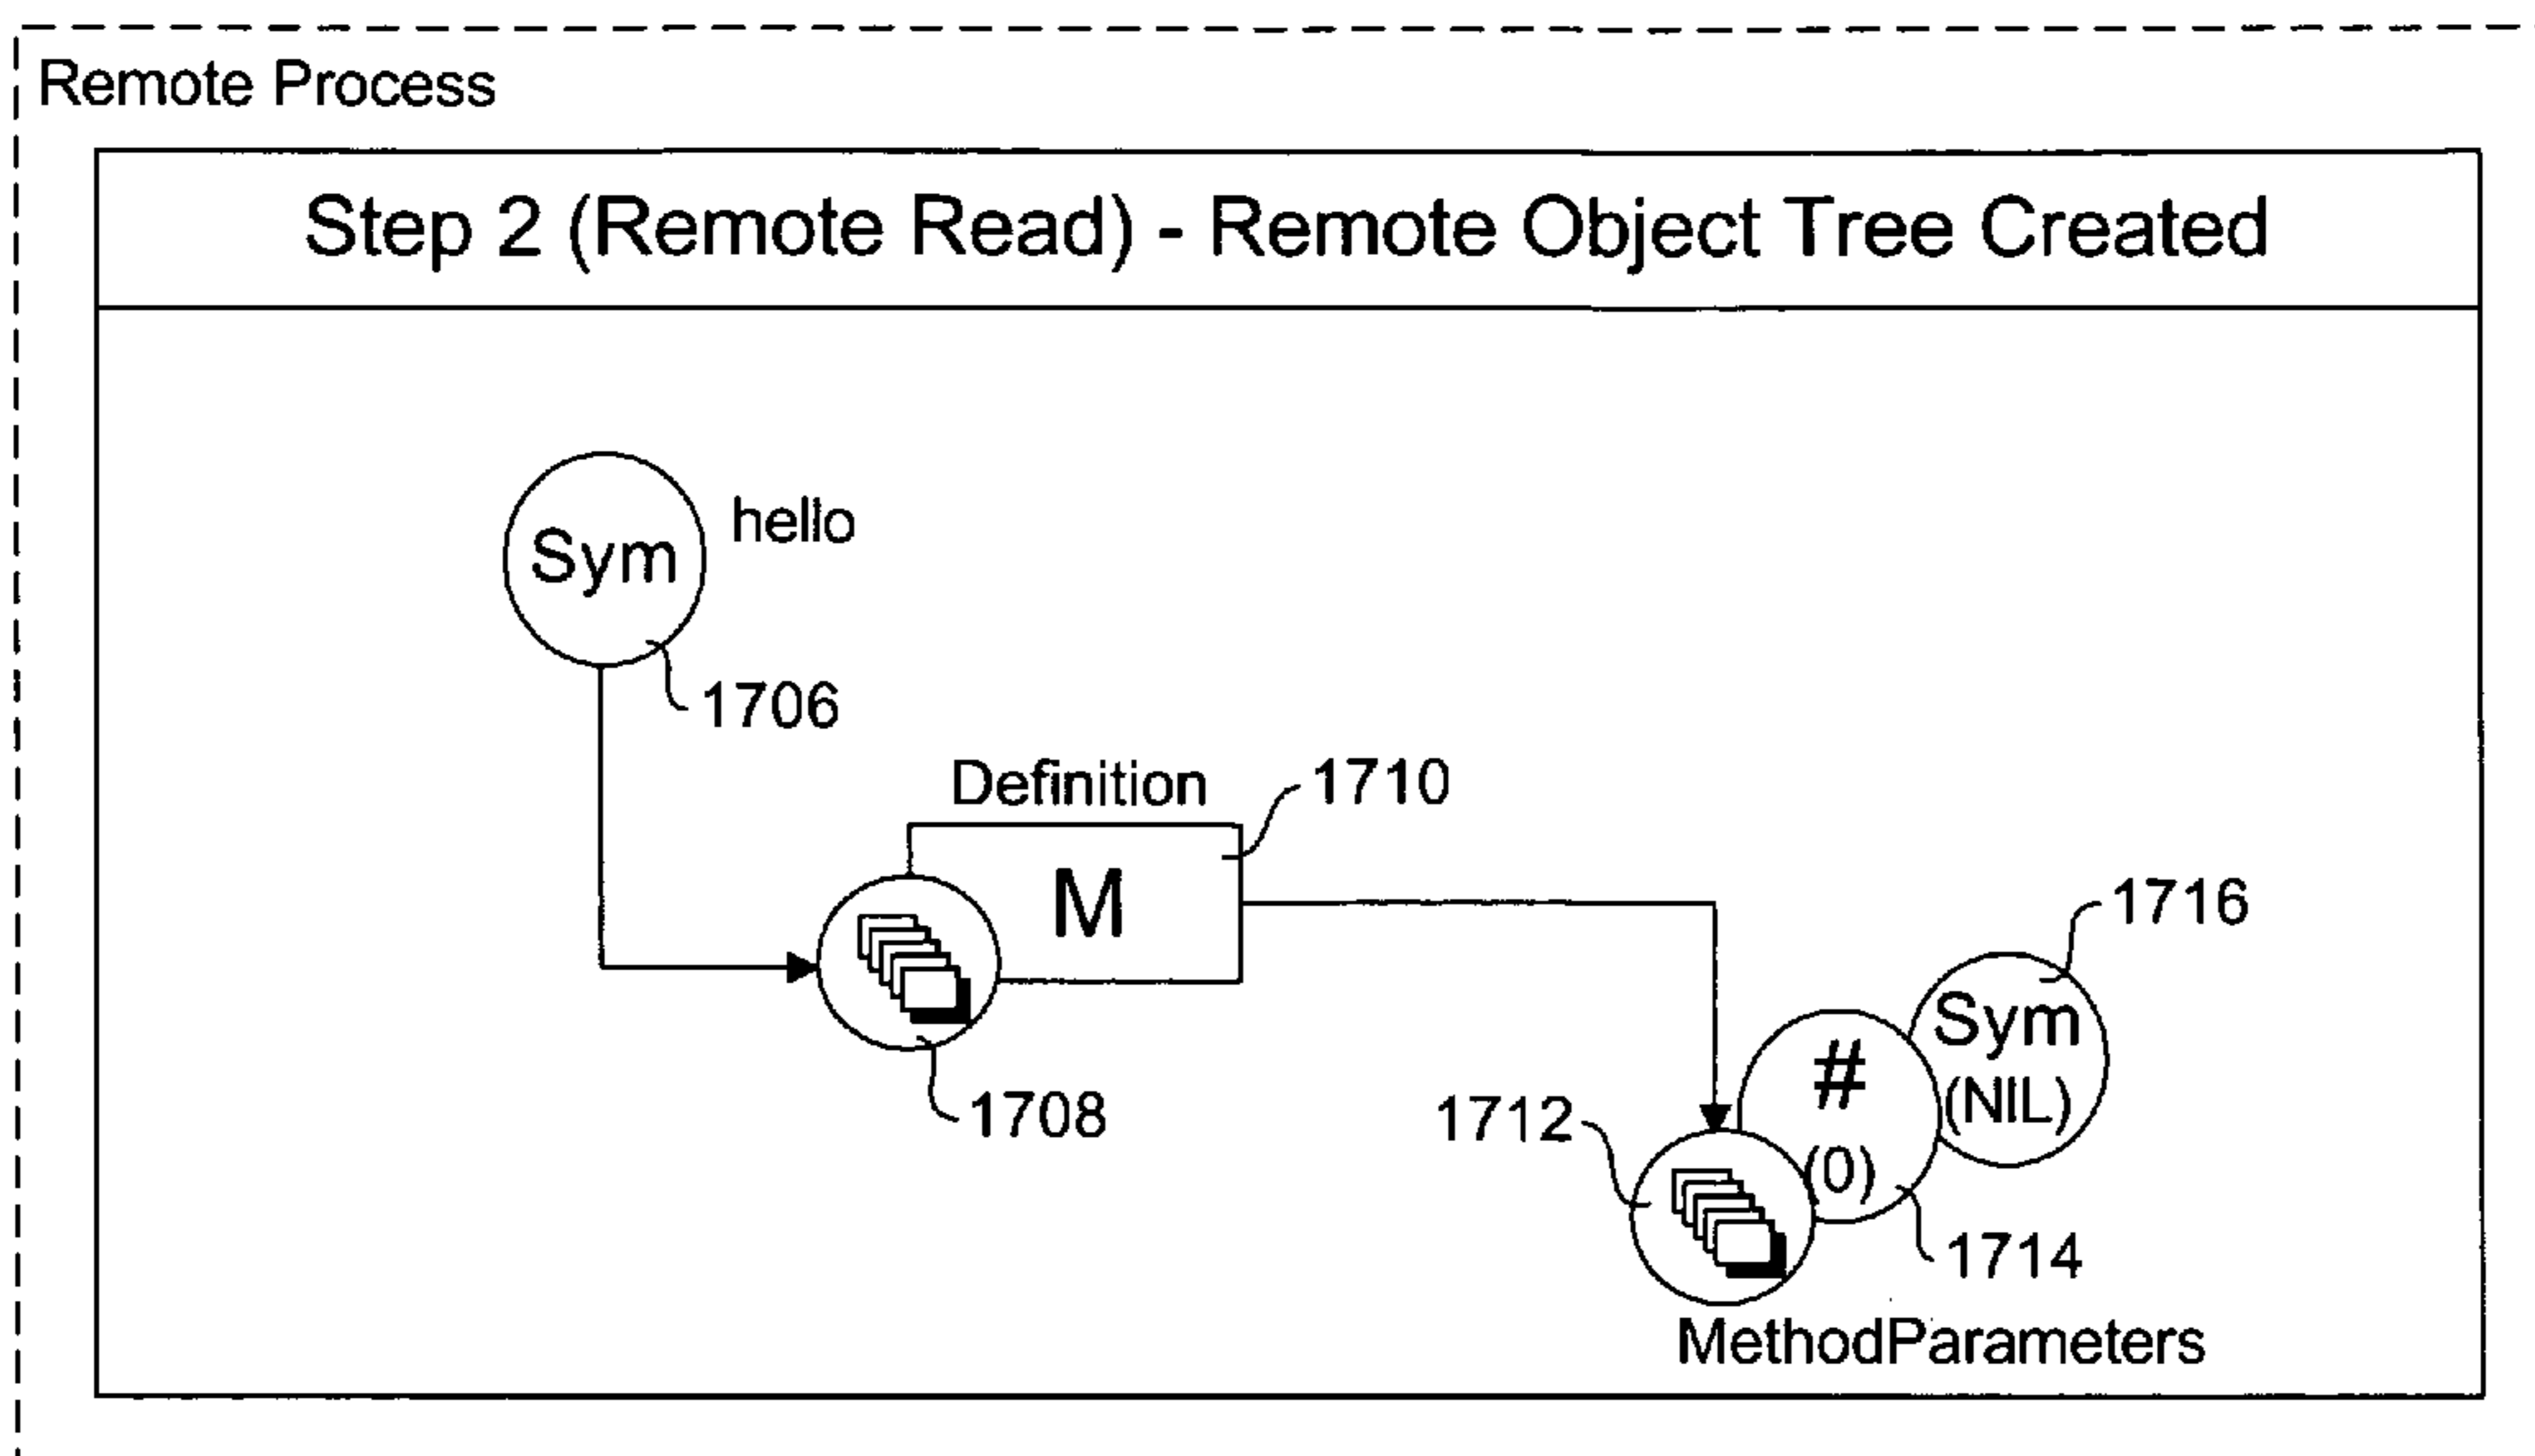 Remote Process
Step 2 (Remote Read) - Remote Object Tree Created
Sym
hello
1706
Definition
1710
M
1708
1716
Sym
(NIL)
#
(0)
1712
1714
MethodParameters